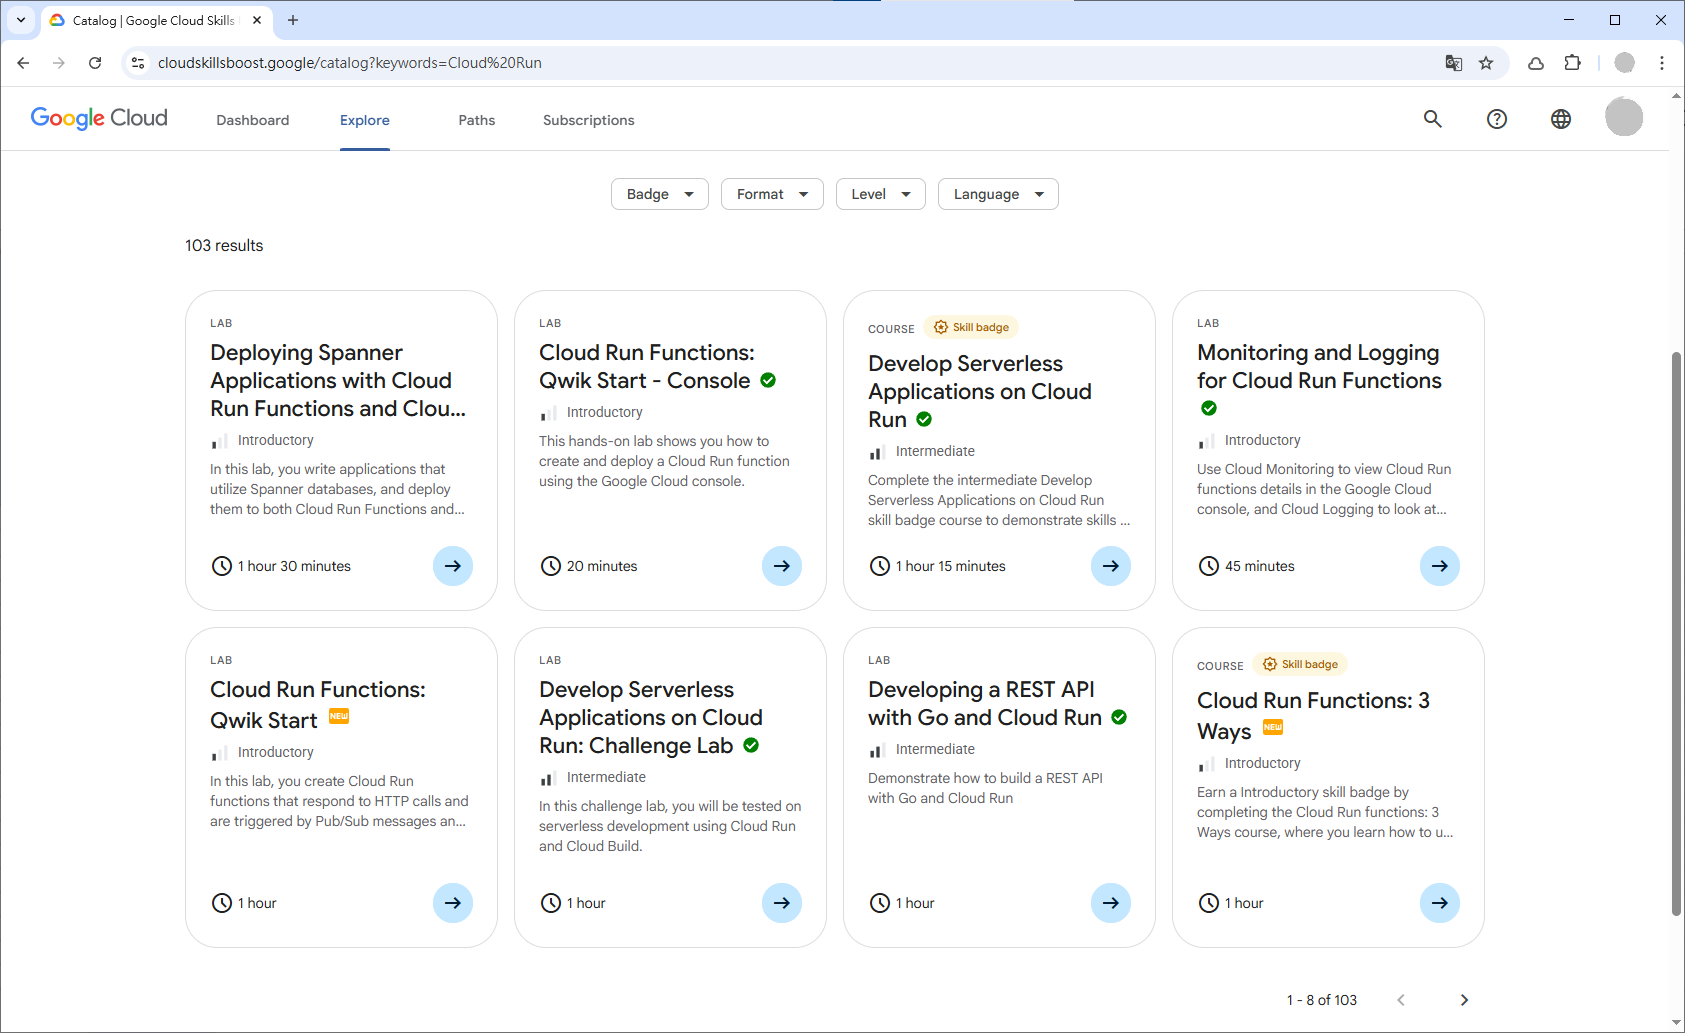 Catalog | Google Cloud Skills
cloudskillsboost.google/catalog?keywords=Cloud%20Run
Google Cloud
Dashboard
Explore
Paths
Subscriptions
Badge
Format
Level
Language
103 results
LAB
Deploying Spanner
Applications with Cloud
Run Functions and Clou...
Introductory
In this lab, you write applications that
utilize Spanner databases, and deploy
them to both Cloud Run Functions and...
1 hour 30 minutes
LAB
Cloud Run Functions:
Qwik Start - Console
Introductory
This hands-on lab shows you how to
create and deploy a Cloud Run function
using the Google Cloud console.
20 minutes
COURSE Skill badge
Develop Serverless
Applications on Cloud
Run
Intermediate
Complete the intermediate Develop
Serverless Applications on Cloud Run
skill badge course to demonstrate skills ...
1 hour 15 minutes
LAB
Monitoring and Logging
for Cloud Run Functions
Introductory
Use Cloud Monitoring to view Cloud Run
functions details in the Google Cloud
console, and Cloud Logging to look at...
45 minutes
LAB
Cloud Run Functions:
Qwik Start NEW
Introductory
In this lab, you create Cloud Run
functions that respond to HTTP calls and
are triggered by Pub/Sub messages an...
1 hour
LAB
Develop Serverless
Applications on Cloud
Run: Challenge Lab
Intermediate
In this challenge lab, you will be tested on
serverless development using Cloud Run
and Cloud Build.
1 hour
LAB
Developing a REST API
with Go and Cloud Run
Intermediate
Demonstrate how to build a REST API
with Go and Cloud Run
1 hour
COURSE Skill badge
Cloud Run Functions: 3
Ways NEW
Introductory
Earn a Introductory skill badge by
completing the Cloud Run functions: 3
Ways course, where you learn how to u...
1 hour
1 - 8 of 103